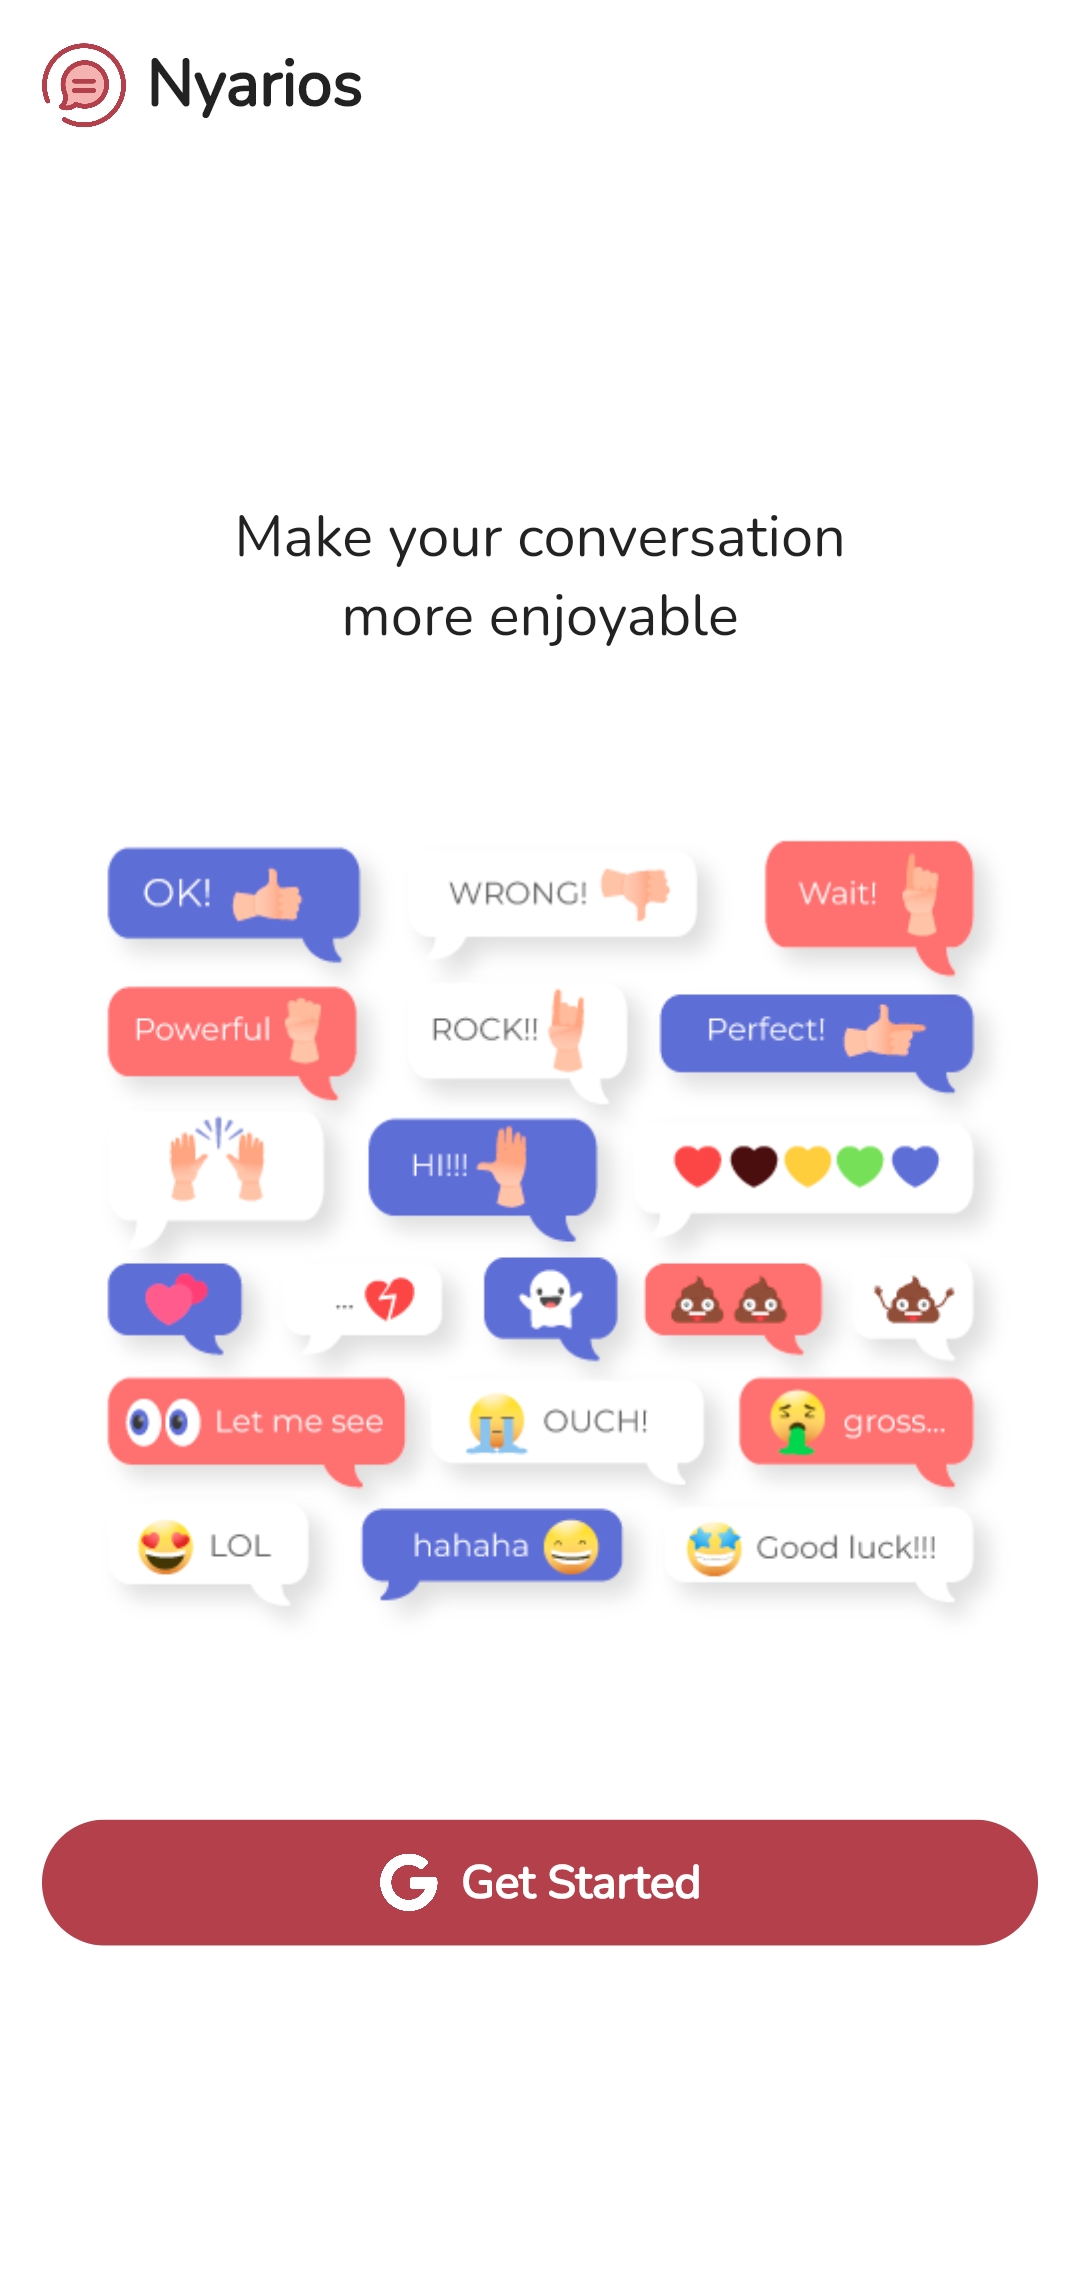 Nyarios
Make your conversation
more enjoyable
OK!
WRONG!
Wait!
Powerful
ROCK!!
Perfect!
HI!!!
...
Let me see
OUCH!
gross...
LOL
hahaha
Good luck!!!
G Get Started